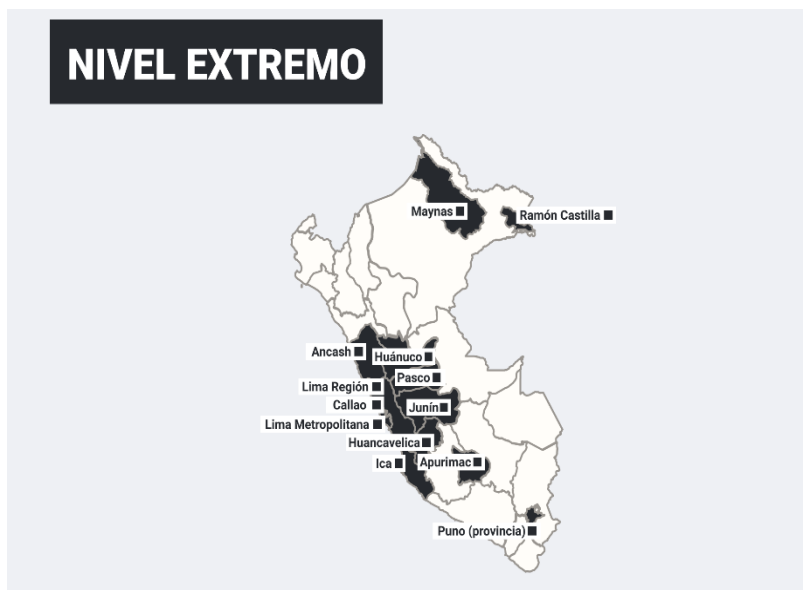 NIVEL EXTREMO
Maynas
Ramón Castilla
Ancash
Huánuco
Pasco
Lima Región
Callao
Junín
Lima Metropolitana
Huancavelica
Ica
Apurimac
Puno (provincia)